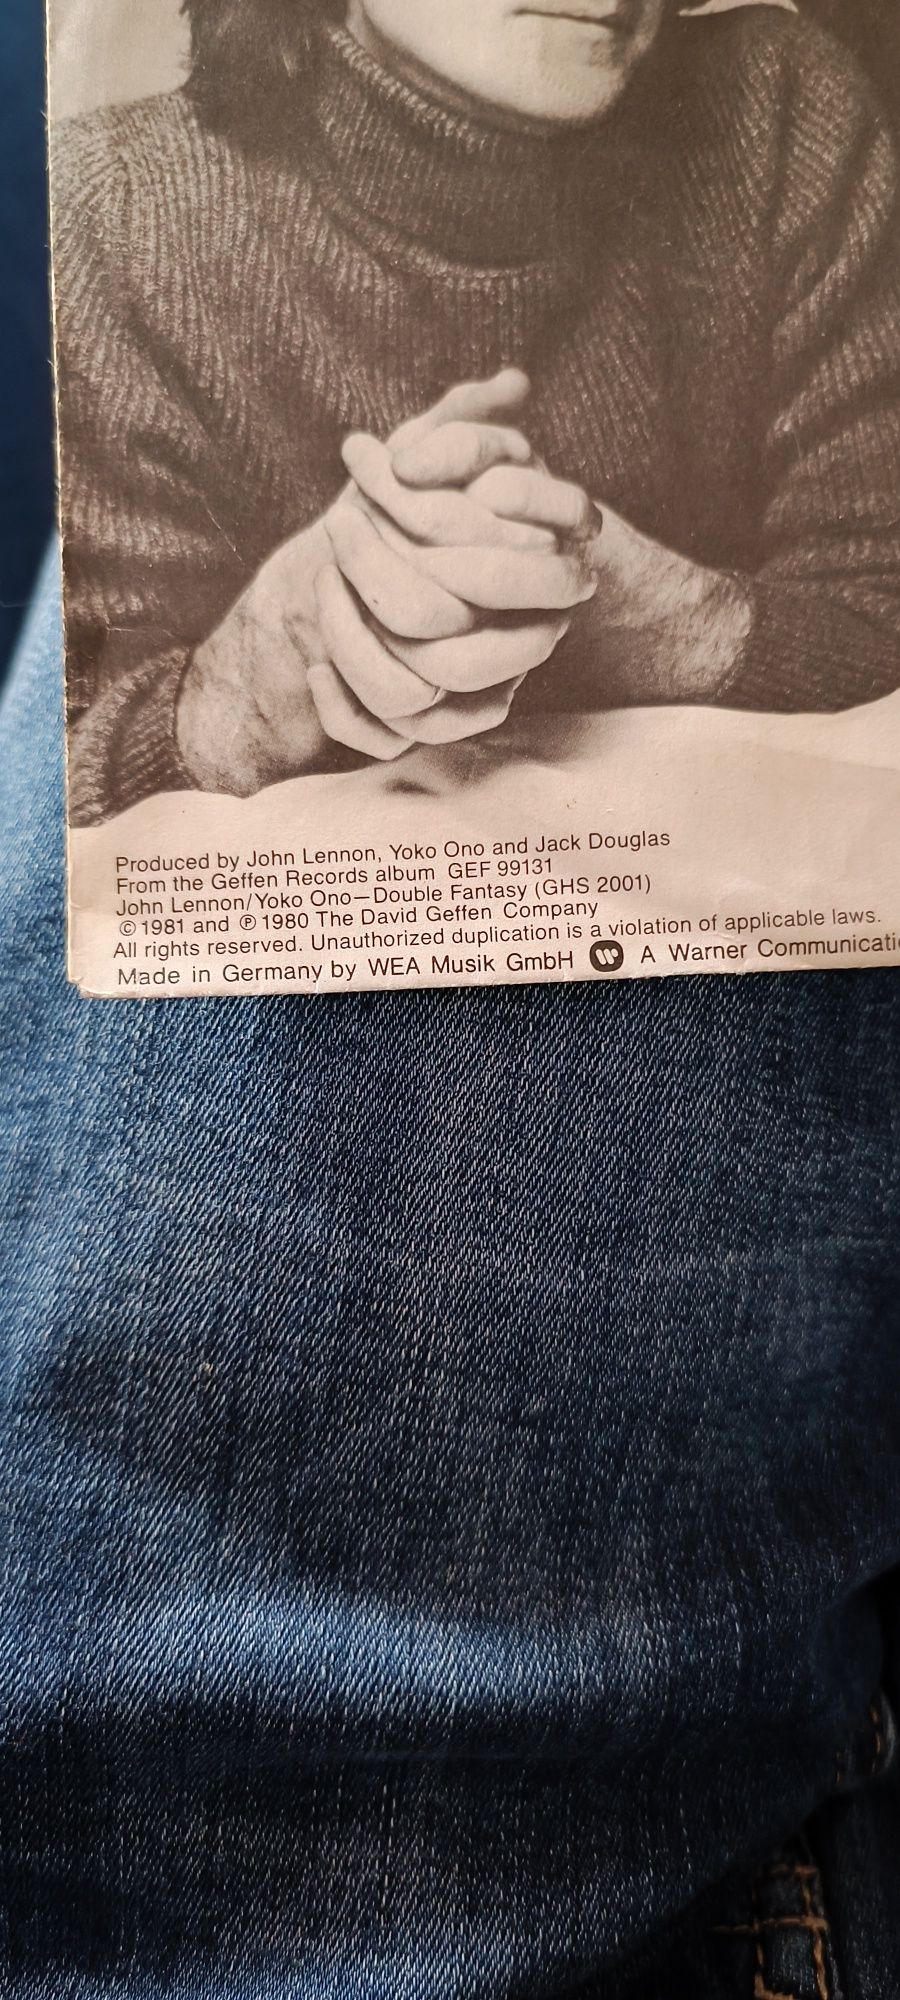 Produced by John Lennon, Yoko Ono and Jack Douglas
From the Geffen Records album GEF 99131
John Lennon/Yoko Ono—Double Fantasy (GHS 2001)
©1981 and ℗1980 The David Geffen Company
All rights reserved. Unauthorized duplication is a violation of applicable laws.
Made in Germany by WEA Musik GmbH A Warner